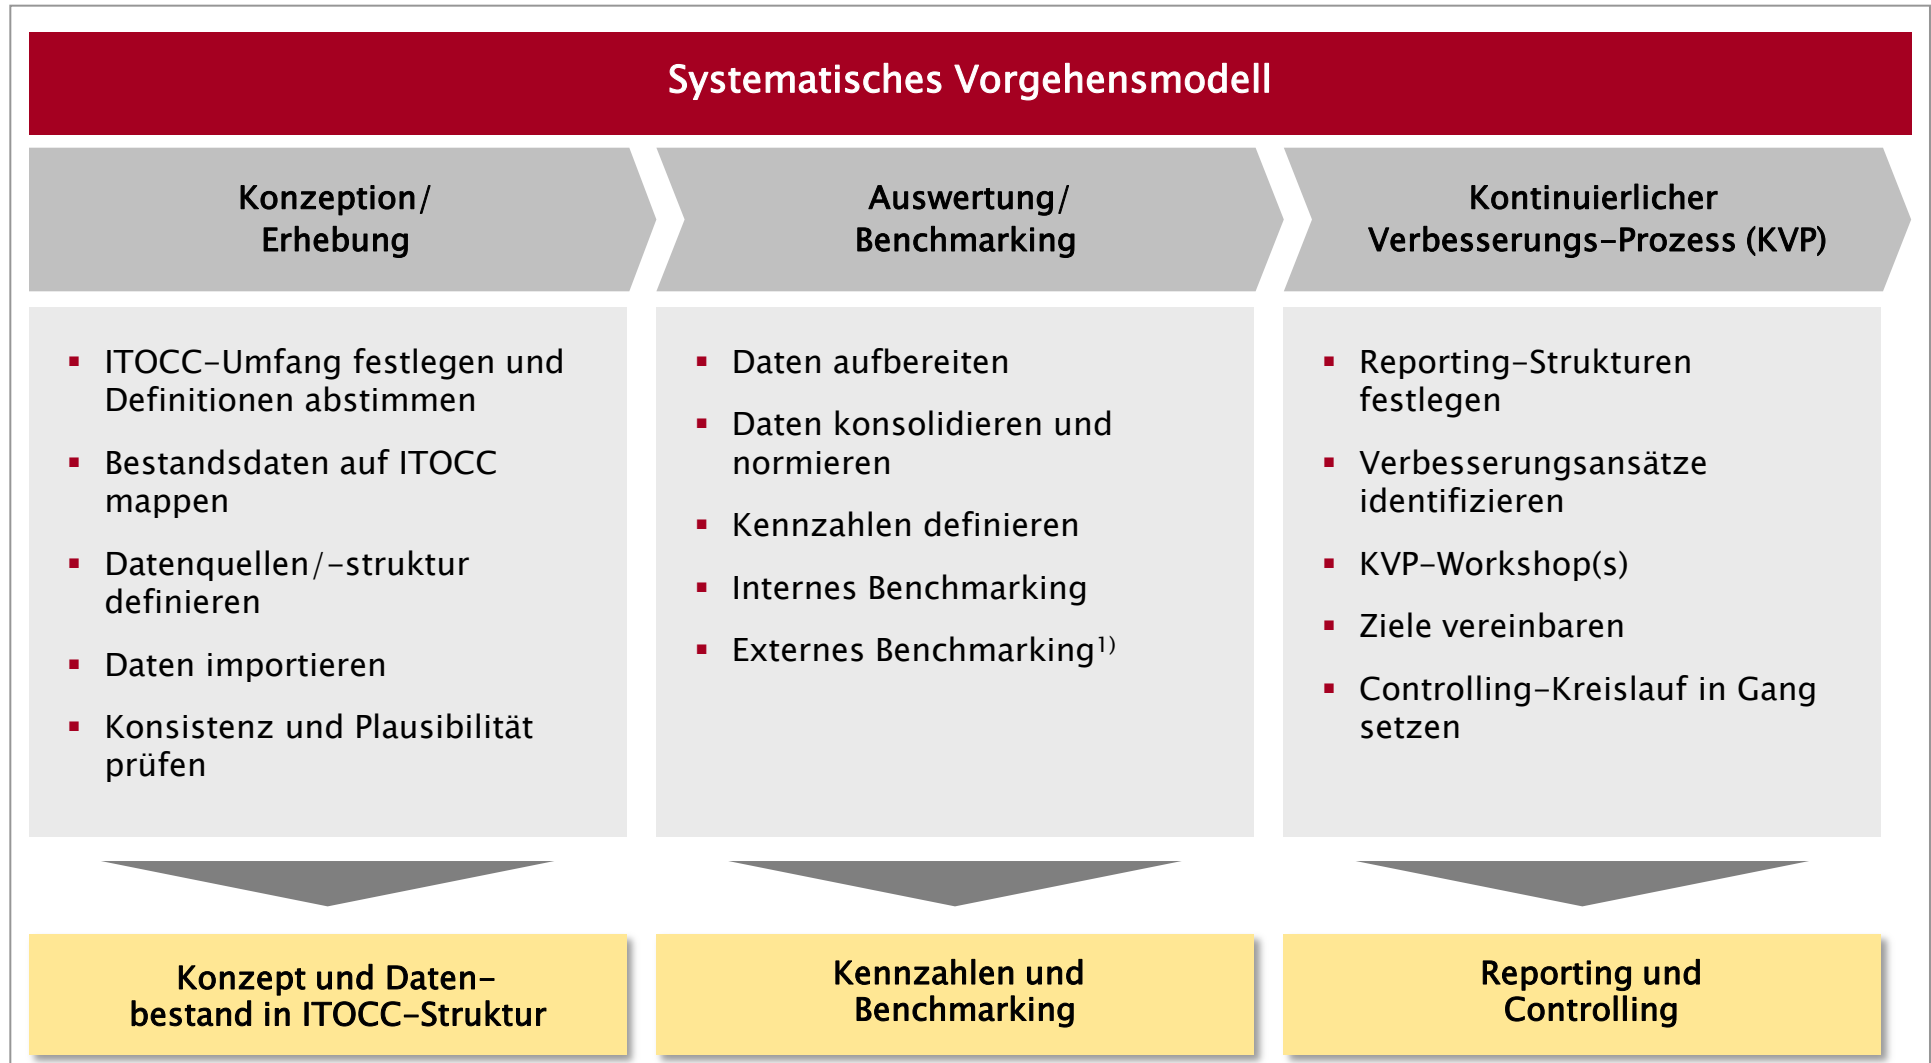 Systematisches Vorgehensmodell
Konzeption/
Erhebung
Auswertung/
Benchmarking
Kontinuierlicher
Verbesserungs-Prozess (KVP)
ITOCC-Umfang festlegen und
Definitionen abstimmen
Bestandsdaten auf ITOCC
mappen
Datenquellen/-struktur
definieren
Daten importieren
Konsistenz und Plausibilität
prüfen
Daten aufbereiten
Daten konsolidieren und
normieren
Kennzahlen definieren
Internes Benchmarking
Externes Benchmarking¹⁾
Reporting-Strukturen
festlegen
Verbesserungsansätze
identifizieren
KVP-Workshop(s)
Ziele vereinbaren
Controlling-Kreislauf in Gang
setzen
Konzept und Daten-
bestand in ITOCC-Struktur
Kennzahlen und
Benchmarking
Reporting und
Controlling